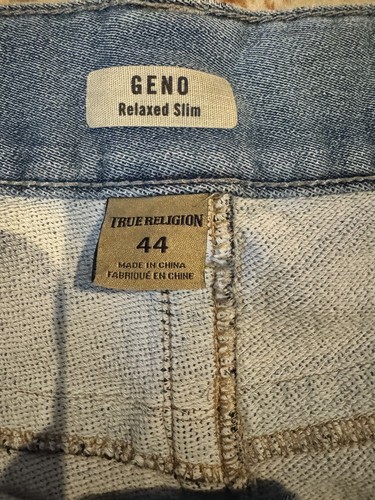 GENO
Relaxed Slim
TRUE RELIGION
44
MADE IN CHINA
FABRIQUÉ EN CHINE